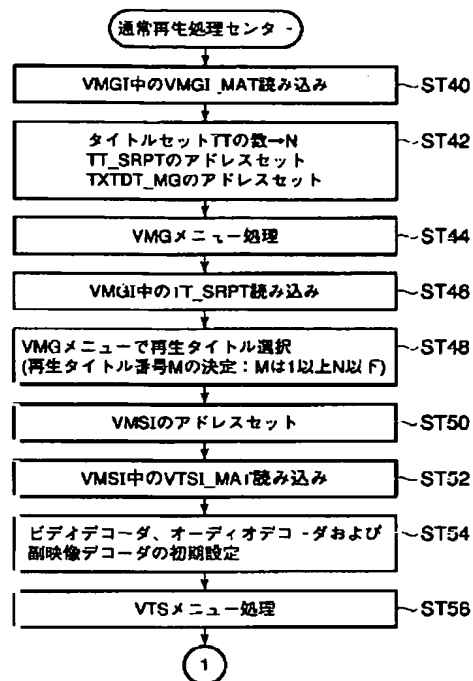 通常再生処理センター
VMGI中のVMGI_MAT読み込み
ST40
タイトルセットTTの数→N
TT_SRPTのアドレスセット
TXTDT_MGのアドレスセット
ST42
VMGメニュー処理
ST44
VMGI中のTT_SRPT読み込み
ST46
VMGメニューで再生タイトル選択
(再生タイトル番号Mの決定：Mは1以上N以下)
ST48
VMSIのアドレスセット
ST50
VMSI中のVTSI_MAT読み込み
ST52
ビデオデコーダ、オーディオデコーダおよび
副映像デコーダの初期設定
ST54
VTSメニュー処理
ST56
1